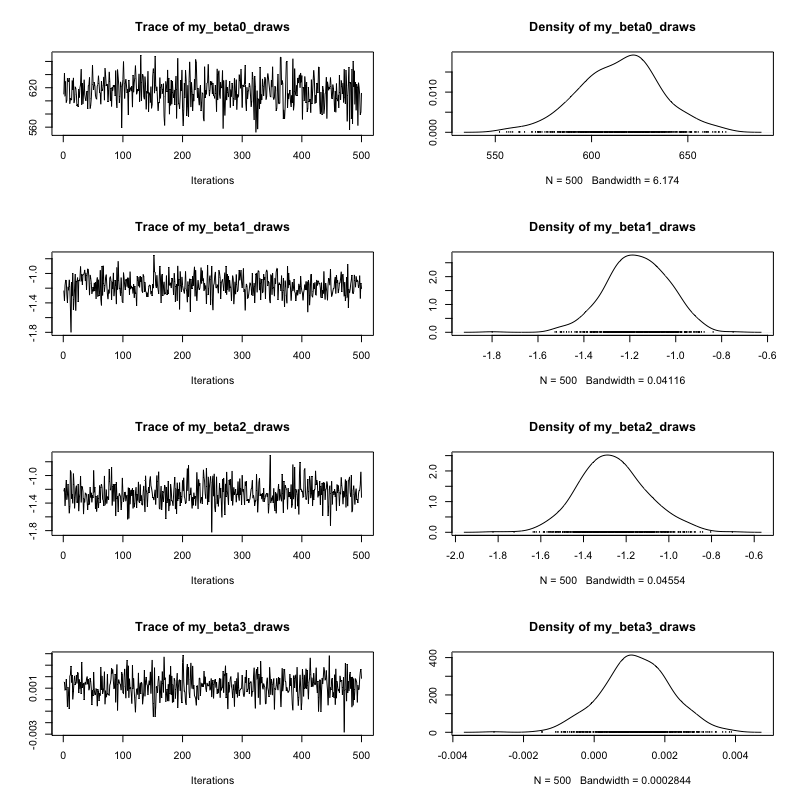 Trace of my_beta0_draws
560 620
0 100 200 300 400 500
Iterations
Density of my_beta0_draws
0.000 0.010
550 600 650
N = 500 Bandwidth = 6.174
Trace of my_beta1_draws
-1.8 -1.4 -1.0
0 100 200 300 400 500
Iterations
Density of my_beta1_draws
0.0 1.0 2.0
-1.8 -1.6 -1.4 -1.2 -1.0 -0.8 -0.6
N = 500 Bandwidth = 0.04116
Trace of my_beta2_draws
-1.8 -1.4 -1.0
0 100 200 300 400 500
Iterations
Density of my_beta2_draws
0.0 1.0 2.0
-2.0 -1.8 -1.6 -1.4 -1.2 -1.0 -0.8 -0.6
N = 500 Bandwidth = 0.04554
Trace of my_beta3_draws
-0.003 0.001
0 100 200 300 400 500
Iterations
Density of my_beta3_draws
0 200 400
-0.004 -0.002 0.000 0.002 0.004
N = 500 Bandwidth = 0.0002844